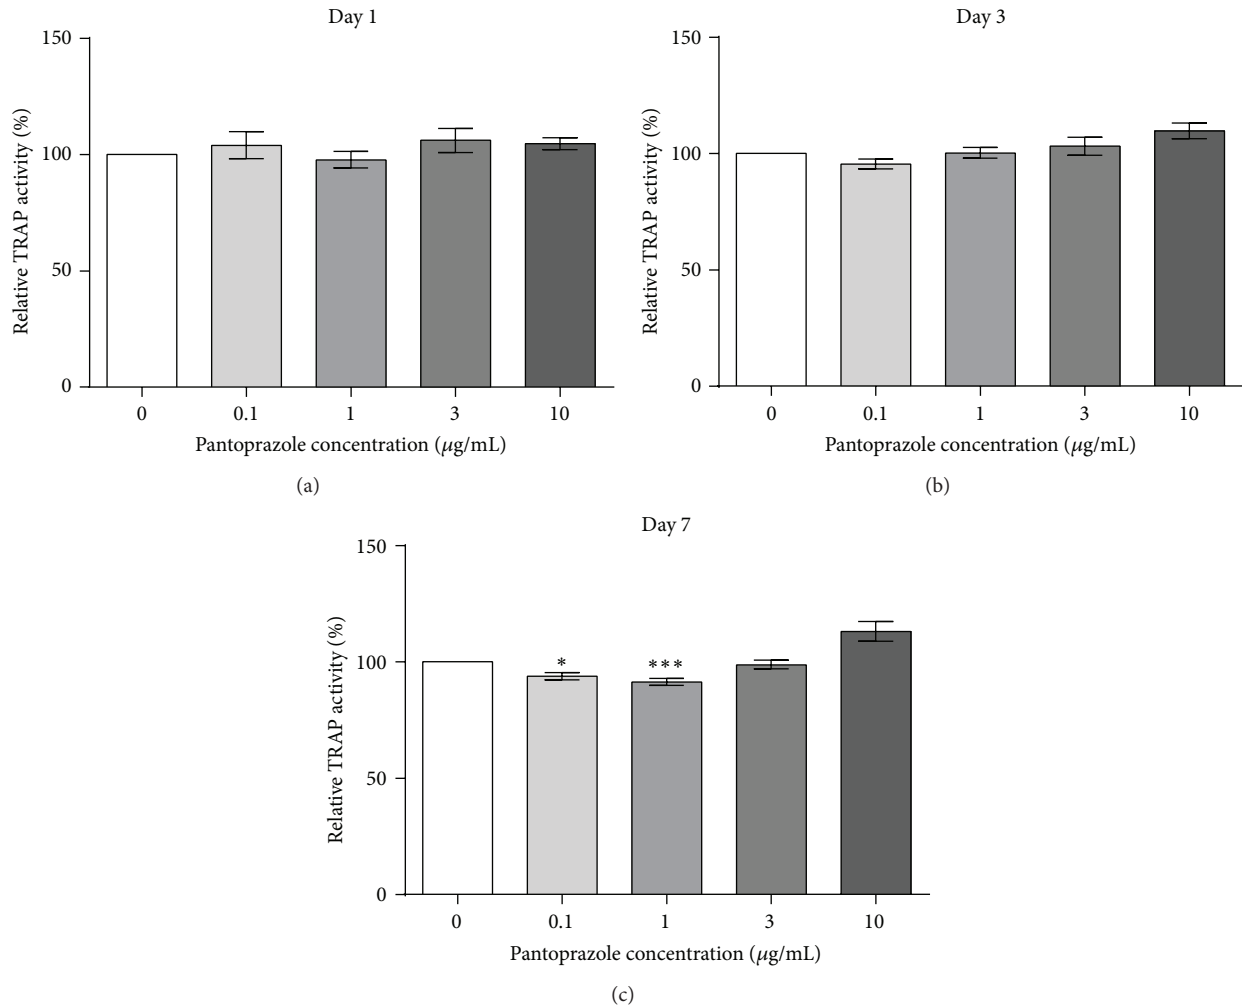 Day 1
150
100
50
0
Relative TRAP activity (%)
0 0.1 1 3 10
Pantoprazole concentration (μg/mL)
(a)
Day 3
150
100
50
0
Relative TRAP activity (%)
0 0.1 1 3 10
Pantoprazole concentration (μg/mL)
(b)
Day 7
150
100
50
0
Relative TRAP activity (%)
* ***
0 0.1 1 3 10
Pantoprazole concentration (μg/mL)
(c)